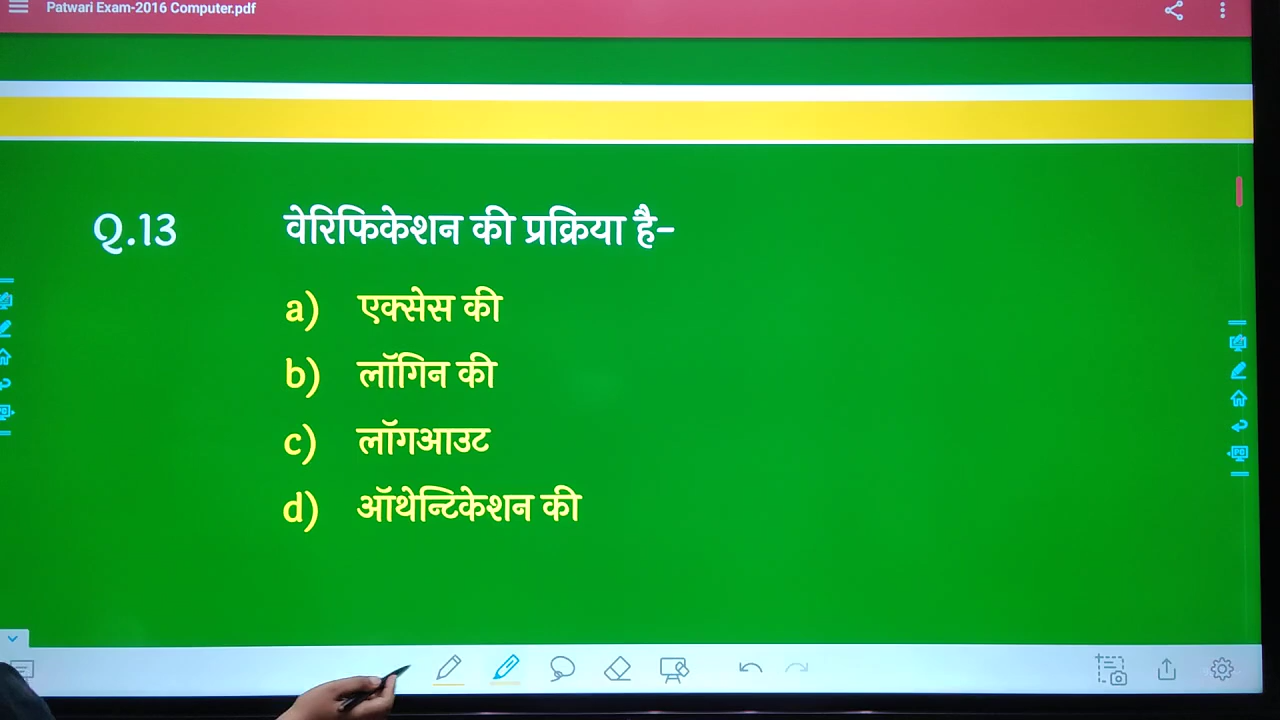 Patwari Exam-2016 Computer.pdf
Q.13 वेरिफिकेशन की प्रक्रिया है-
a) एक्सेस की
b) लॉगिन की
c) लॉगआउट
d) ऑथेन्टिकेशन की